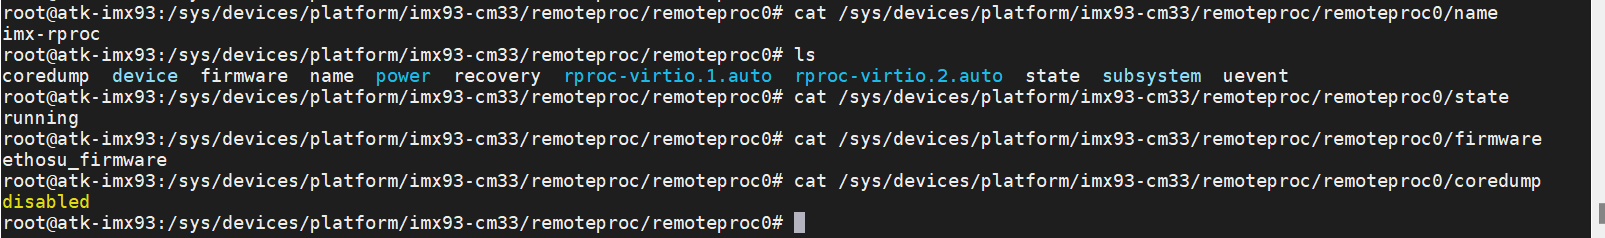 root@atk-imx93:/sys/devices/platform/imx93-cm33/remoteproc/remoteproc0# cat /sys/devices/platform/imx93-cm33/remoteproc/remoteproc0/name
imx-rproc
root@atk-imx93:/sys/devices/platform/imx93-cm33/remoteproc/remoteproc0# ls
coredump  device  firmware  name  power  recovery  rproc-virtio.1.auto  rproc-virtio.2.auto  state  subsystem  uevent
root@atk-imx93:/sys/devices/platform/imx93-cm33/remoteproc/remoteproc0# cat /sys/devices/platform/imx93-cm33/remoteproc/remoteproc0/state
running
root@atk-imx93:/sys/devices/platform/imx93-cm33/remoteproc/remoteproc0# cat /sys/devices/platform/imx93-cm33/remoteproc/remoteproc0/firmware
ethosu_firmware
root@atk-imx93:/sys/devices/platform/imx93-cm33/remoteproc/remoteproc0# cat /sys/devices/platform/imx93-cm33/remoteproc/remoteproc0/coredump
disabled
root@atk-imx93:/sys/devices/platform/imx93-cm33/remoteproc/remoteproc0#